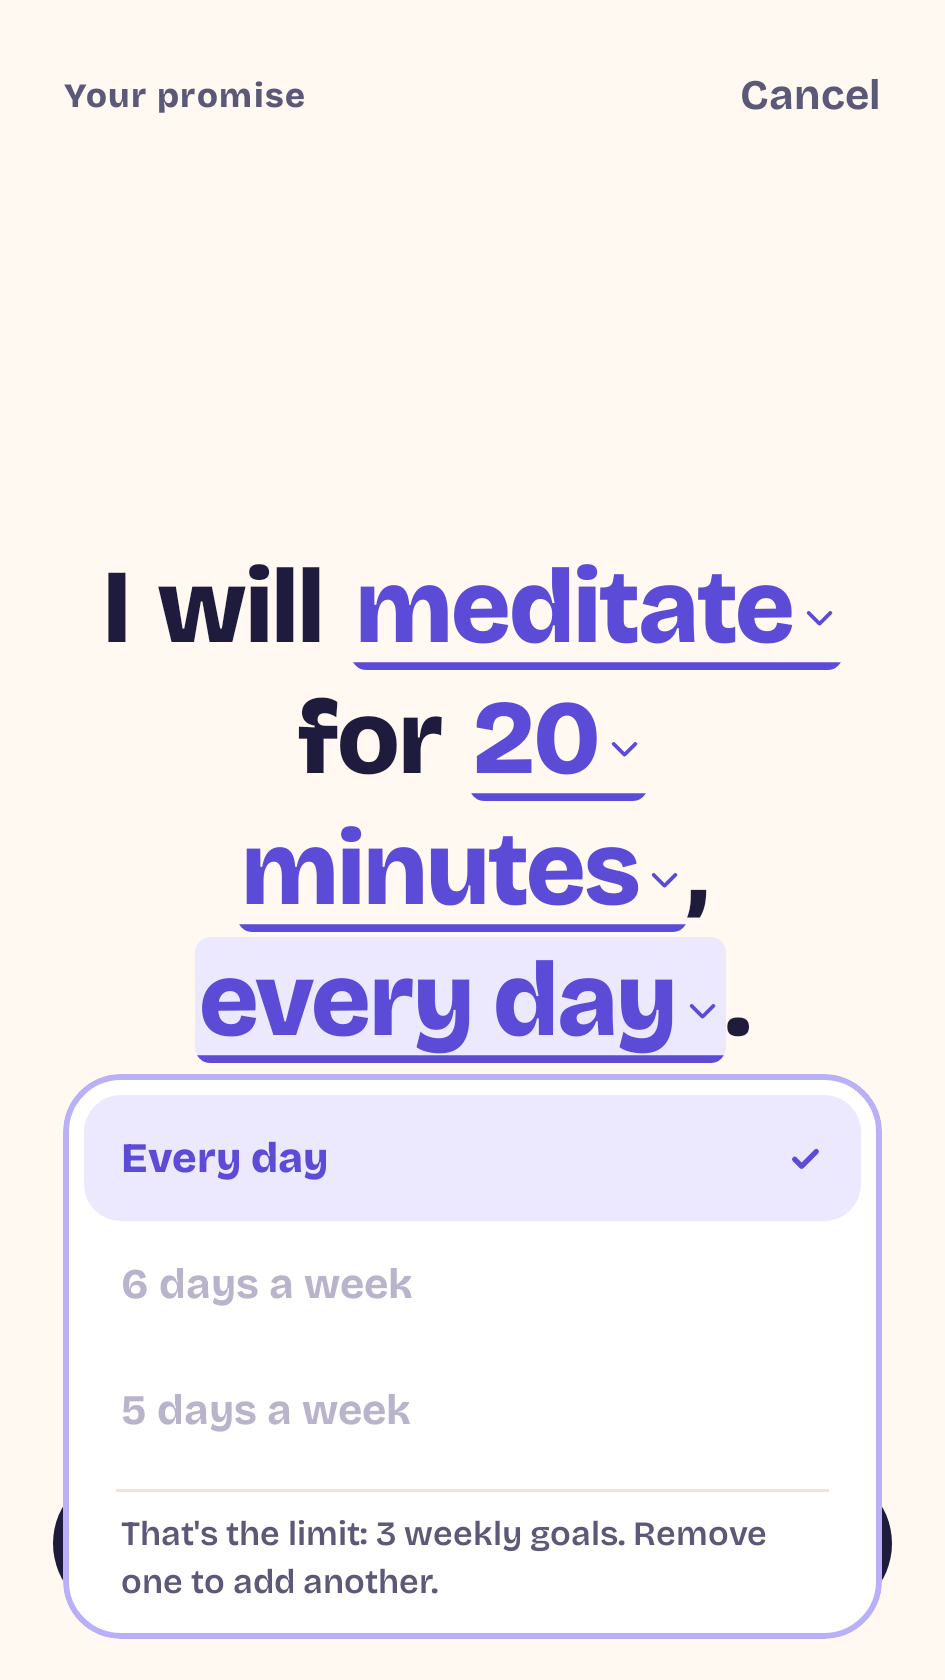 Your promise
Cancel
I will meditate
for 20
minutes,
every day.
Every day
6 days a week
5 days a week
That's the limit: 3 weekly goals. Remove
one to add another.